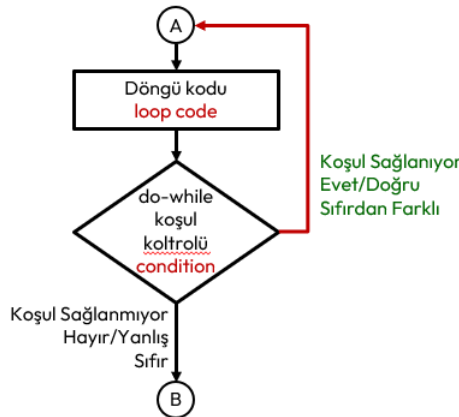 A
Döngü kodu
loop code
do-while
koşul
koltrolü
condition
Koşul Sağlanıyor
Evet/Doğru
Sıfırdan Farklı
Koşul Sağlanmıyor
Hayır/Yanlış
Sıfır
B